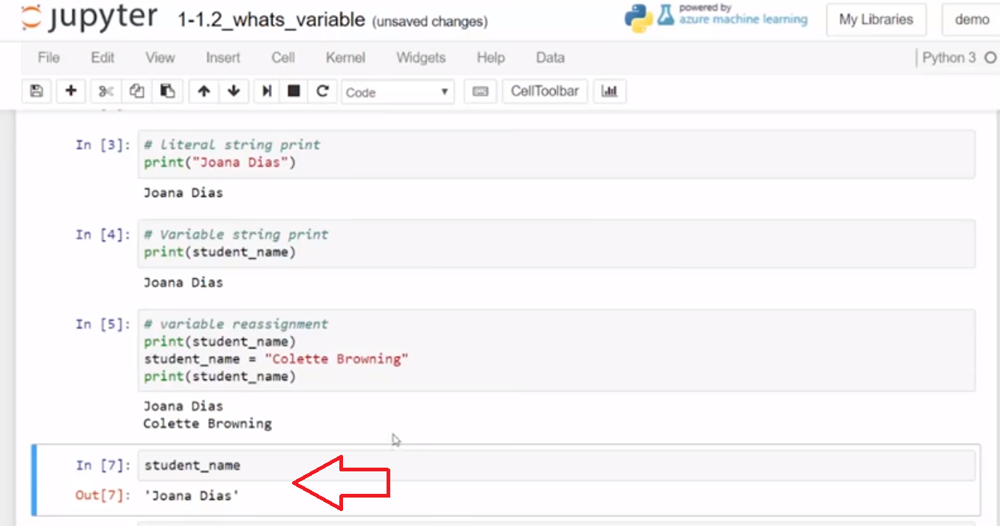 jupyter 1-1.2_whats_variable (unsaved changes)
powered by
azure machine learning
My Libraries
demo
File Edit View Insert Cell Kernel Widgets Help Data
Python 3
Code
CellToolbar
In [3]: # literal string print
print("Joana Dias")
Joana Dias
In [4]: # Variable string print
print(student_name)
Joana Dias
In [5]: # variable reassignment
print(student_name)
student_name = "Colette Browning"
print(student_name)
Joana Dias
Colette Browning
In [7]: student_name
Out[7]: 'Joana Dias'